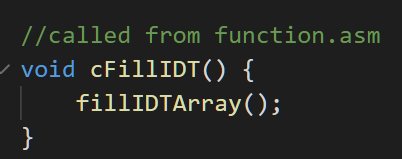 //called from function.asm
void cFillIDT() {
    fillIDTArray();
}